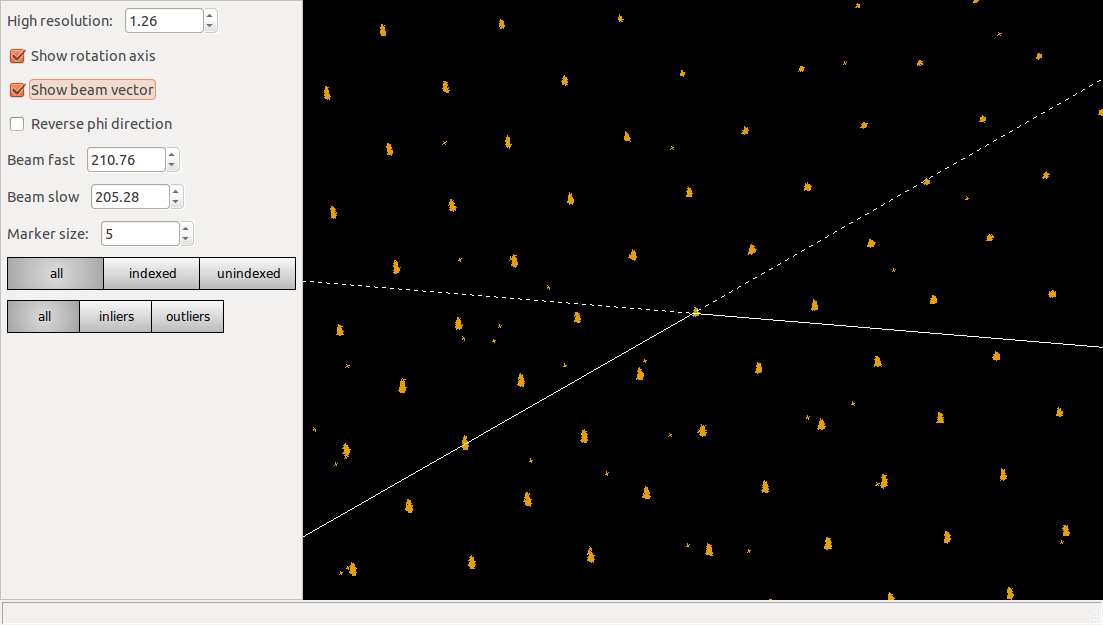 High resolution: 1.26
Show rotation axis
Show beam vector
Reverse phi direction
Beam fast 210.76
Beam slow 205.28
Marker size: 5
all indexed unindexed
all inliers outliers